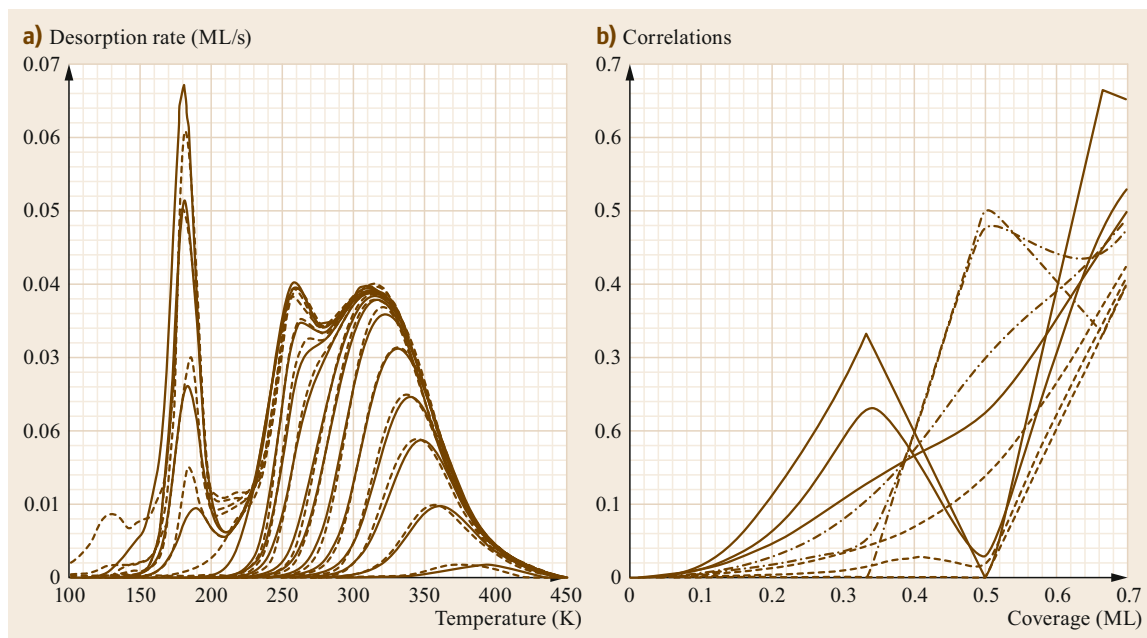 a) Desorption rate (ML/s)
0.07
0.06
0.05
0.04
0.03
0.06
0.01
0
100 150 200 250 300 350 400 450
Temperature (K)
b) Correlations
0.7
0.6
0.5
0.4
0.3
0.6
0.1
0
0 0.1 0.2 0.3 0.4 0.5 0.6 0.7
Coverage (ML)